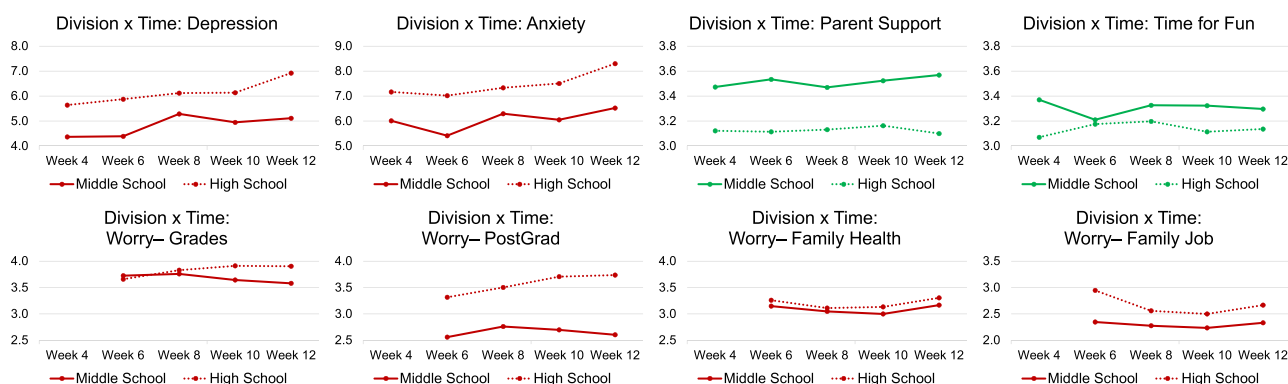 Division x Time: Depression
8.0
7.0
6.0
5.0
4.0
Week 4 Week 6 Week 8 Week 10 Week 12
Middle School High School
Division x Time: Anxiety
9.0
8.0
7.0
6.0
5.0
Week 4 Week 6 Week 8 Week 10 Week 12
Middle School High School
Division x Time: Parent Support
3.8
3.6
3.4
3.2
3.0
Week 4 Week 6 Week 8 Week 10 Week 12
Middle School High School
Division x Time: Time for Fun
3.8
3.6
3.4
3.2
3.0
Week 4 Week 6 Week 8 Week 10 Week 12
Middle School High School
Division x Time:
Worry– Grades
4.0
3.5
3.0
2.5
Week 4 Week 6 Week 8 Week 10 Week 12
Middle School High School
Division x Time:
Worry– PostGrad
4.0
3.5
3.0
2.5
Week 4 Week 6 Week 8 Week 10 Week 12
Middle School High School
Division x Time:
Worry– Family Health
4.0
3.5
3.0
2.5
Week 4 Week 6 Week 8 Week 10 Week 12
Middle School High School
Division x Time:
Worry– Family Job
3.5
3.0
2.5
2.0
Week 4 Week 6 Week 8 Week 10 Week 12
Middle School High School